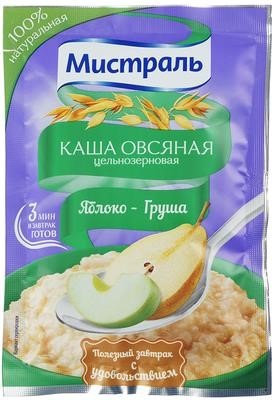 100%
натуральная
Мистраль
КАША ОВСЯНАЯ
цельнозерновая
Яблоко - Груша
3 МИН
И ЗАВТРАК
ГОТОВ
Полезный завтрак
с
удовольствием